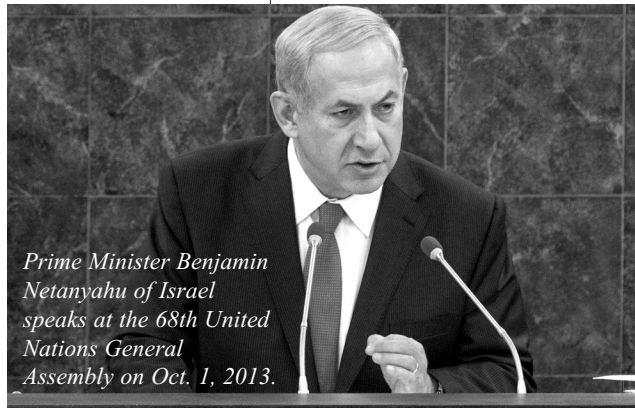 Prime Minister Benjamin
Netanyahu of Israel
speaks at the 68th United
Nations General
Assembly on Oct. 1, 2013.